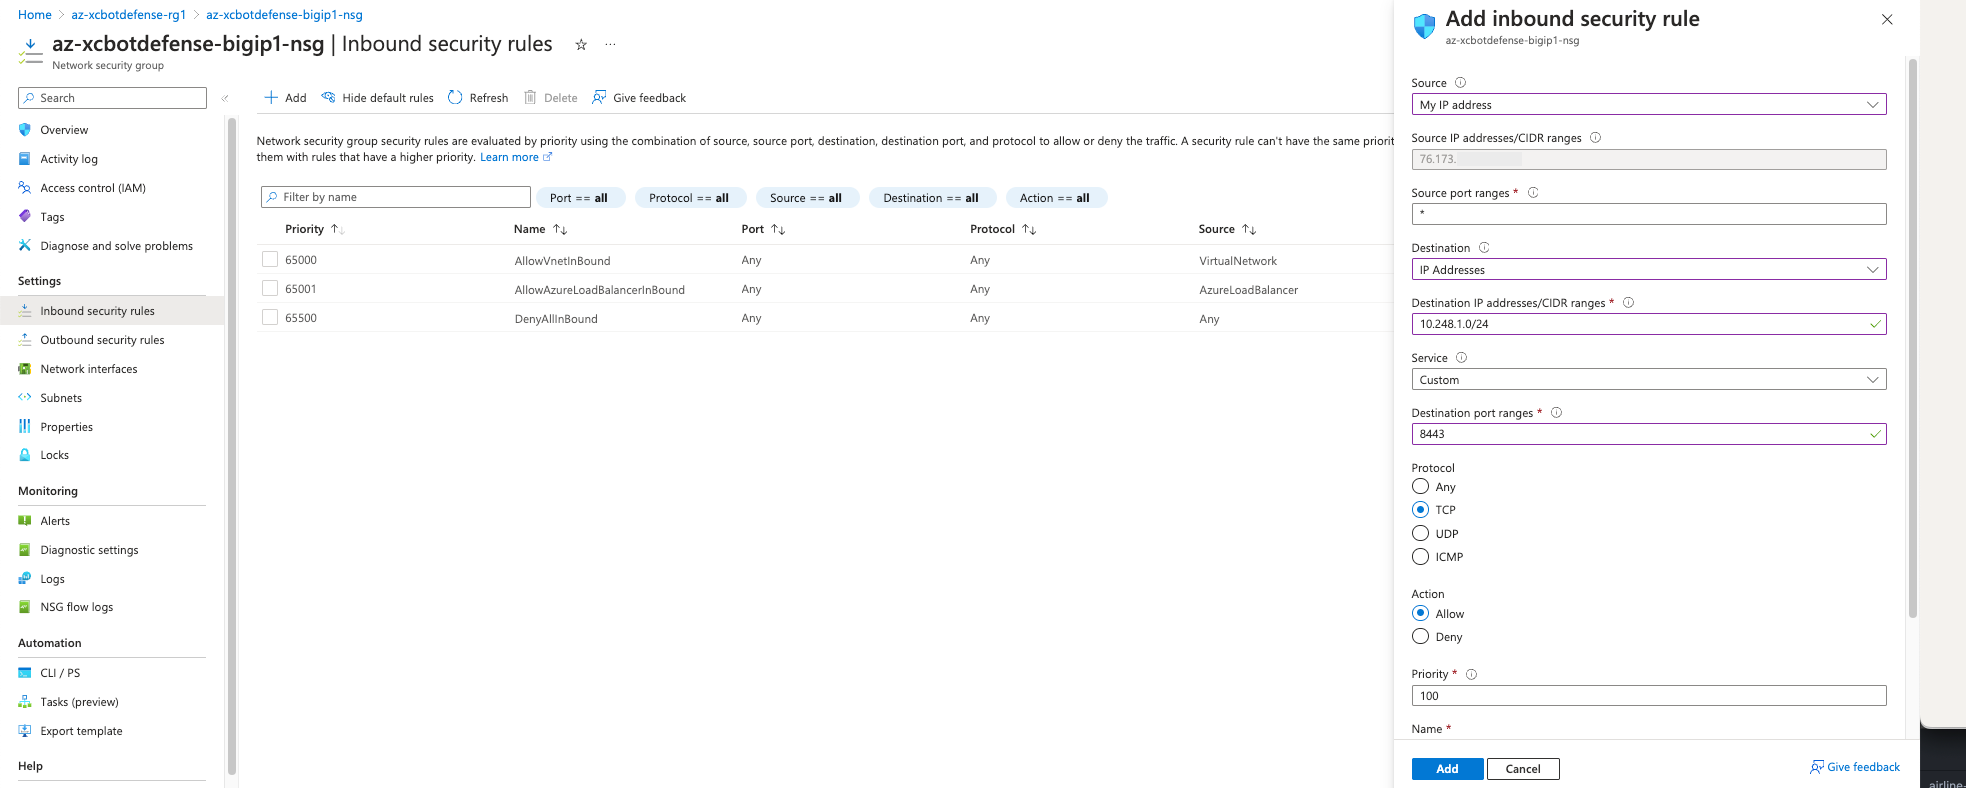 Home > az-xcbotdefense-rg1 > az-xcbotdefense-bigip1-nsg
az-xcbotdefense-bigip1-nsg | Inbound security rules ☆ ···
Network security group
Search «
Overview
Activity log
Access control (IAM)
Tags
Diagnose and solve problems
Settings
Inbound security rules
Outbound security rules
Network interfaces
Subnets
Properties
Locks
Monitoring
Alerts
Diagnostic settings
Logs
NSG flow logs
Automation
CLI / PS
Tasks (preview)
Export template
Help
Add Hide default rules Refresh Delete Give feedback
Network security group security rules are evaluated by priority using the combination of source, source port, destination, destination port, and protocol to allow or deny the traffic. A security rule can't have the same priorit
them with rules that have a higher priority. Learn more
Filter by name Port == all Protocol == all Source == all Destination == all Action == all
Priority ↑↓ Name ↑↓ Port ↑↓ Protocol ↑↓ Source ↑↓
65000 AllowVnetInBound Any Any VirtualNetwork
65001 AllowAzureLoadBalancerInBound Any Any AzureLoadBalancer
65500 DenyAllInBound Any Any Any
Add inbound security rule
az-xcbotdefense-bigip1-nsg
Source
My IP address
Source IP addresses/CIDR ranges
76.173.
Source port ranges *
*
Destination
IP Addresses
Destination IP addresses/CIDR ranges *
10.248.1.0/24
Service
Custom
Destination port ranges *
8443
Protocol
Any
TCP
UDP
ICMP
Action
Allow
Deny
Priority *
100
Name *
Add Cancel Give feedback
airline-